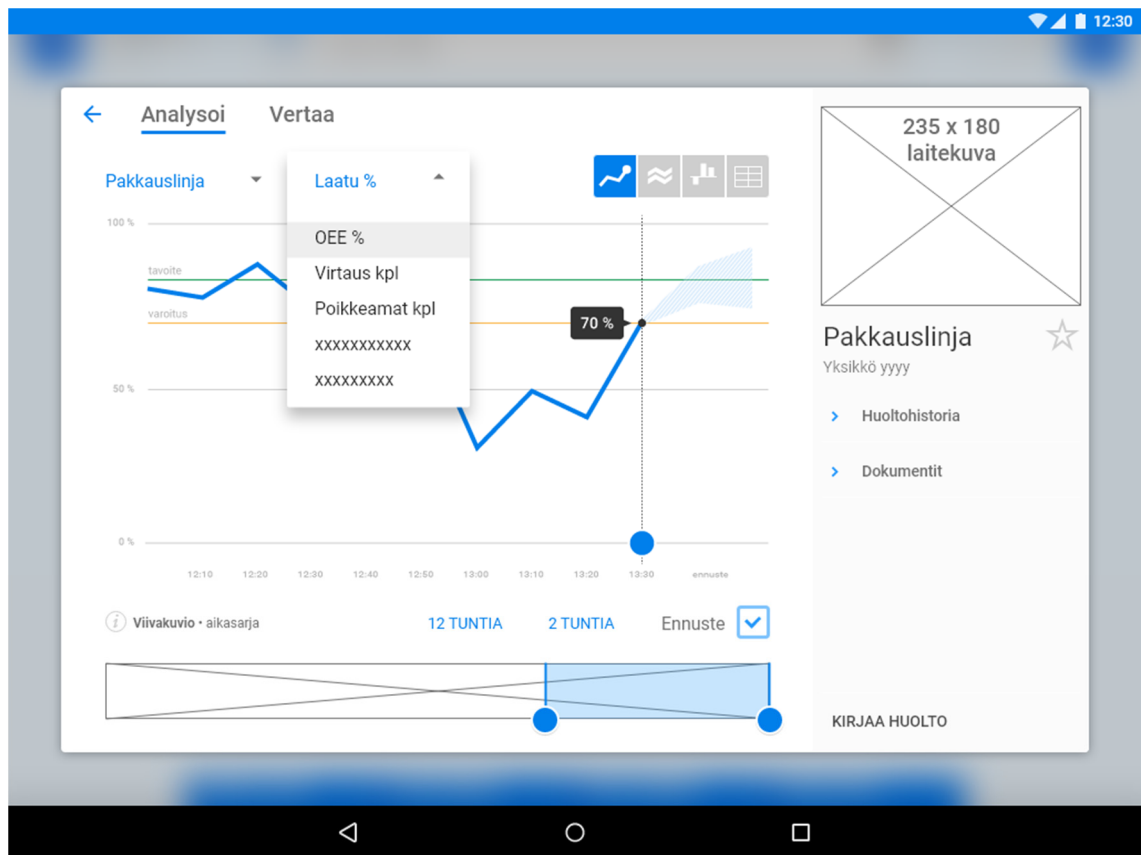 12:30
Analysoi Vertaa
Pakkauslinja
Laatu %
OEE %
Virtaus kpl
Poikkeamat kpl
xxxxxxxxxxx
xxxxxxxxx
100 %
tavoite
varoitus
70 %
50 %
0 %
12:10 12:20 12:30 12:40 12:50 13:00 13:10 13:20 13:30 ennuste
Viivakuvio • aikasarja
12 TUNTIA 2 TUNTIA Ennuste
235 x 180
laitekuva
Pakkauslinja
Yksikkö yyyy
Huoltohistoria
Dokumentit
KIRJAA HUOLTO